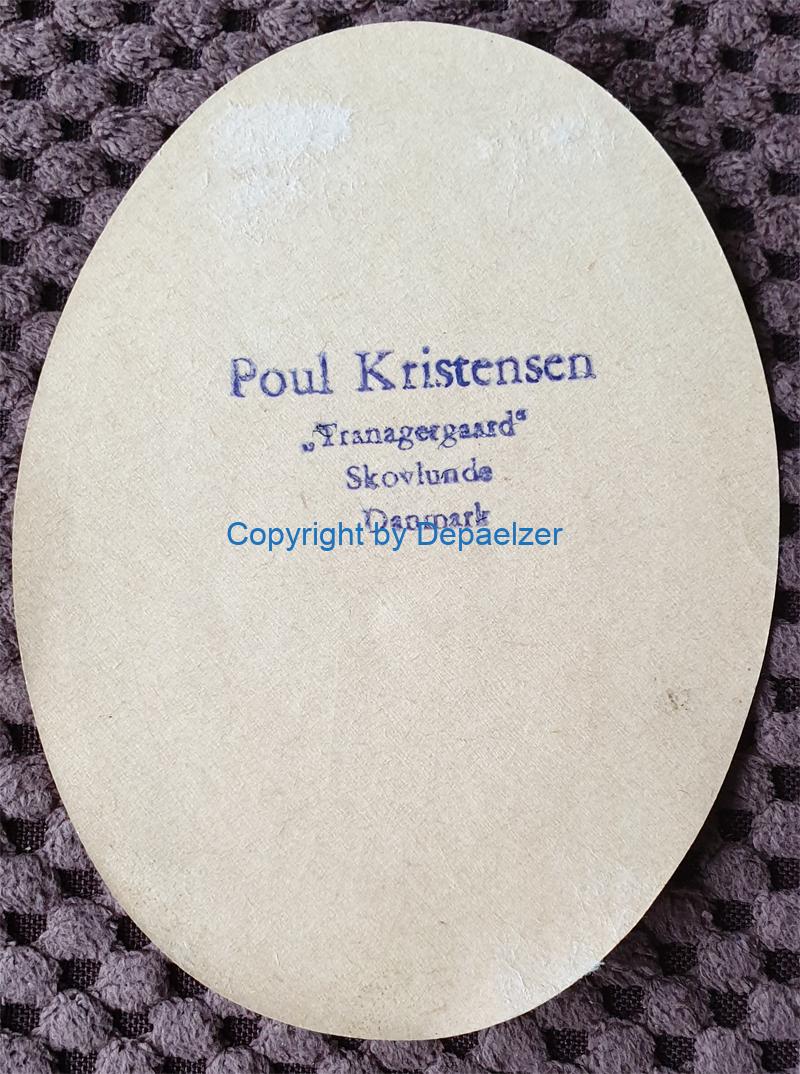 Poul Kristensen
„Tranagergaard“
Skovlunde
Danmark
Copyright by Depaelzer